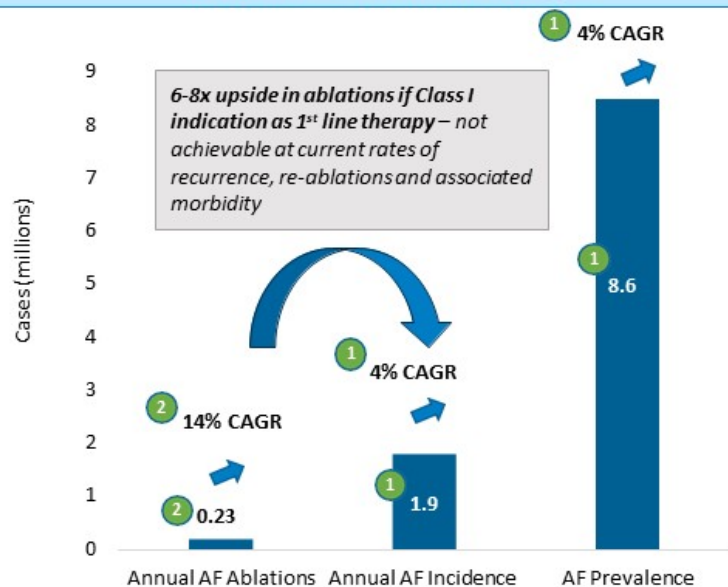 1
4% CAGR
9
8
7
6
5
4
3
2
1
0
Cases (millions)
6-8x upside in ablations if Class I
indication as 1st line therapy – not
achievable at current rates of
recurrence, re-ablations and associated
morbidity
1
8.6
1
4% CAGR
2
14% CAGR
1
1.9
2
0.23
Annual AF Ablations
Annual AF Incidence
AF Prevalence